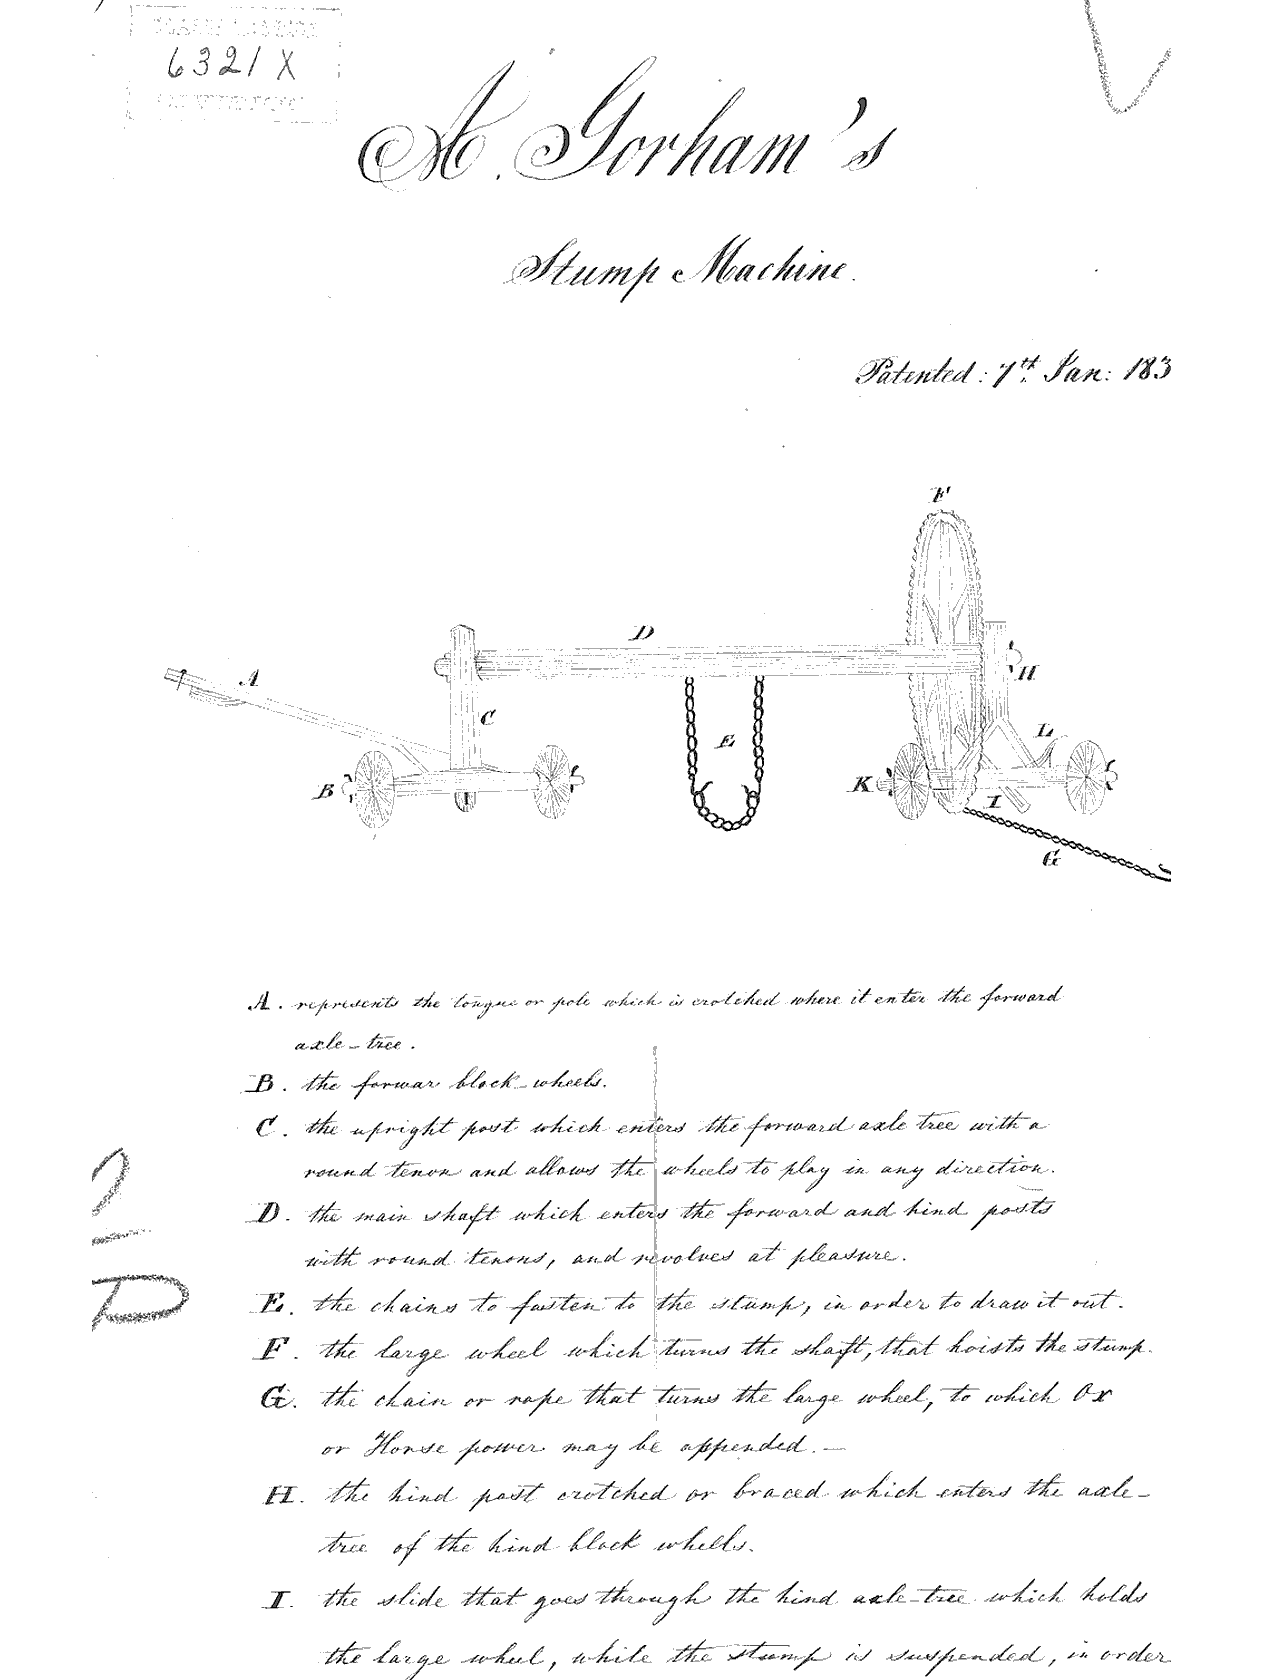 6321 X
A. Gorham's
Stump Machine.
Patented: 7th. Jan: 183
F
D
A
H
C
E
L
B
K
I
G
A. represents the tongue or pole which is crotched where it enter the forward
axle-tree.
B. the forwar block-wheels.
C. the upright post which enters the forward axle tree with a
round tenon and allows the wheels to play in any direction.
D. the main shaft which enters the forward and hind posts
with round tenons, and revolves at pleasure.
E. the chains to fasten to the stump, in order to draw it out.
F. the large wheel which turns the shaft, that hoists the stump.
G. the chain or rope that turns the large wheel, to which Ox
or Horse power may be appended. —
H. the hind post crotched or braced which enters the axle-
tree of the hind block wheels.
I. the slide that goes through the hind axle-tree which holds
the large wheel, while the stump is suspended, in order
2
D